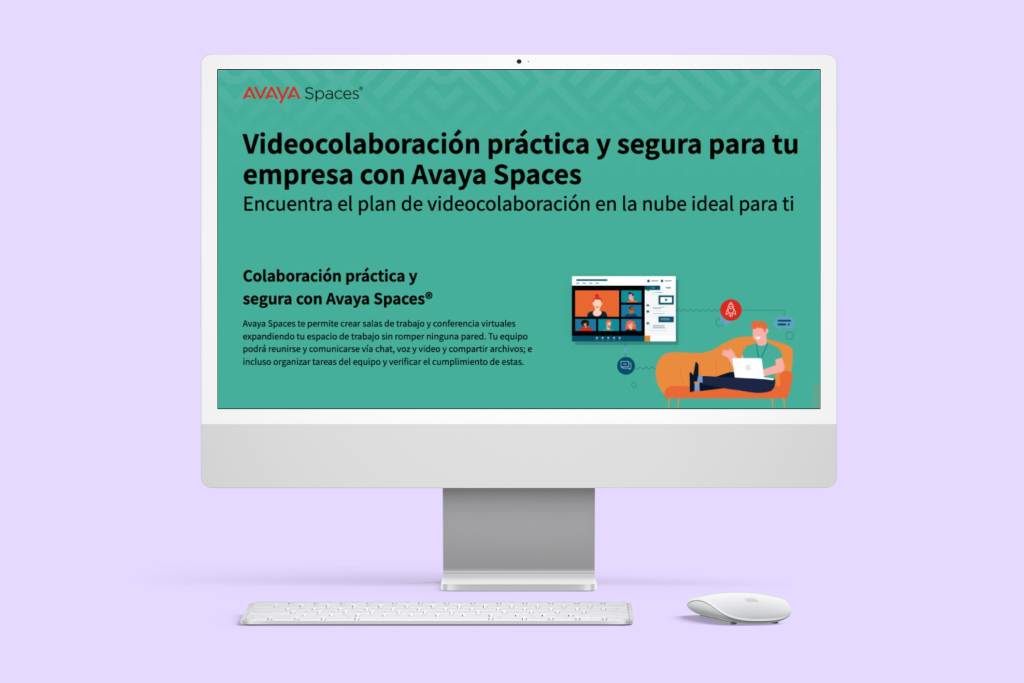 AVAYA Spaces®
Videocolaboración práctica y segura para tu
empresa con Avaya Spaces
Encuentra el plan de videocolaboración en la nube ideal para ti
Colaboración práctica y
segura con Avaya Spaces®
Avaya Spaces te permite crear salas de trabajo y conferencia virtuales
expandiendo tu espacio de trabajo sin romper ninguna pared. Tu equipo
podrá reunirse y comunicarse vía chat, voz y video y compartir archivos; e
incluso organizar tareas del equipo y verificar el cumplimiento de estas.